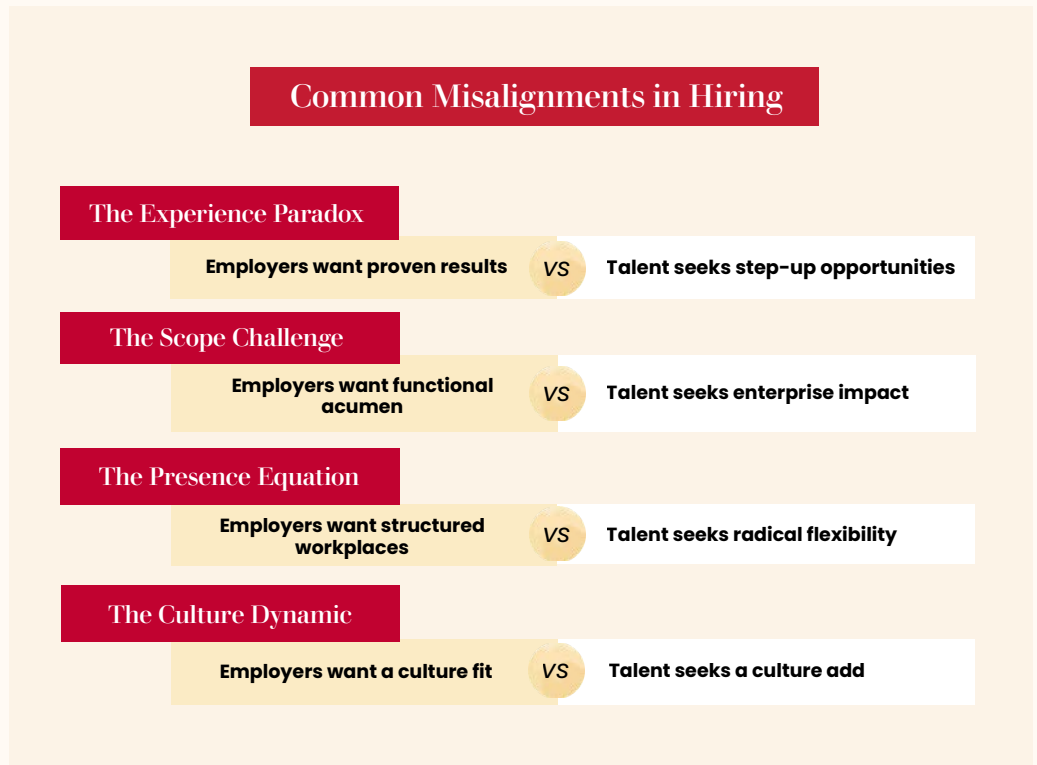 Common Misalignments in Hiring
The Experience Paradox
Employers want proven results
VS
Talent seeks step-up opportunities
The Scope Challenge
Employers want functional
acumen
VS
Talent seeks enterprise impact
The Presence Equation
Employers want structured
workplaces
VS
Talent seeks radical flexibility
The Culture Dynamic
Employers want a culture fit
VS
Talent seeks a culture add